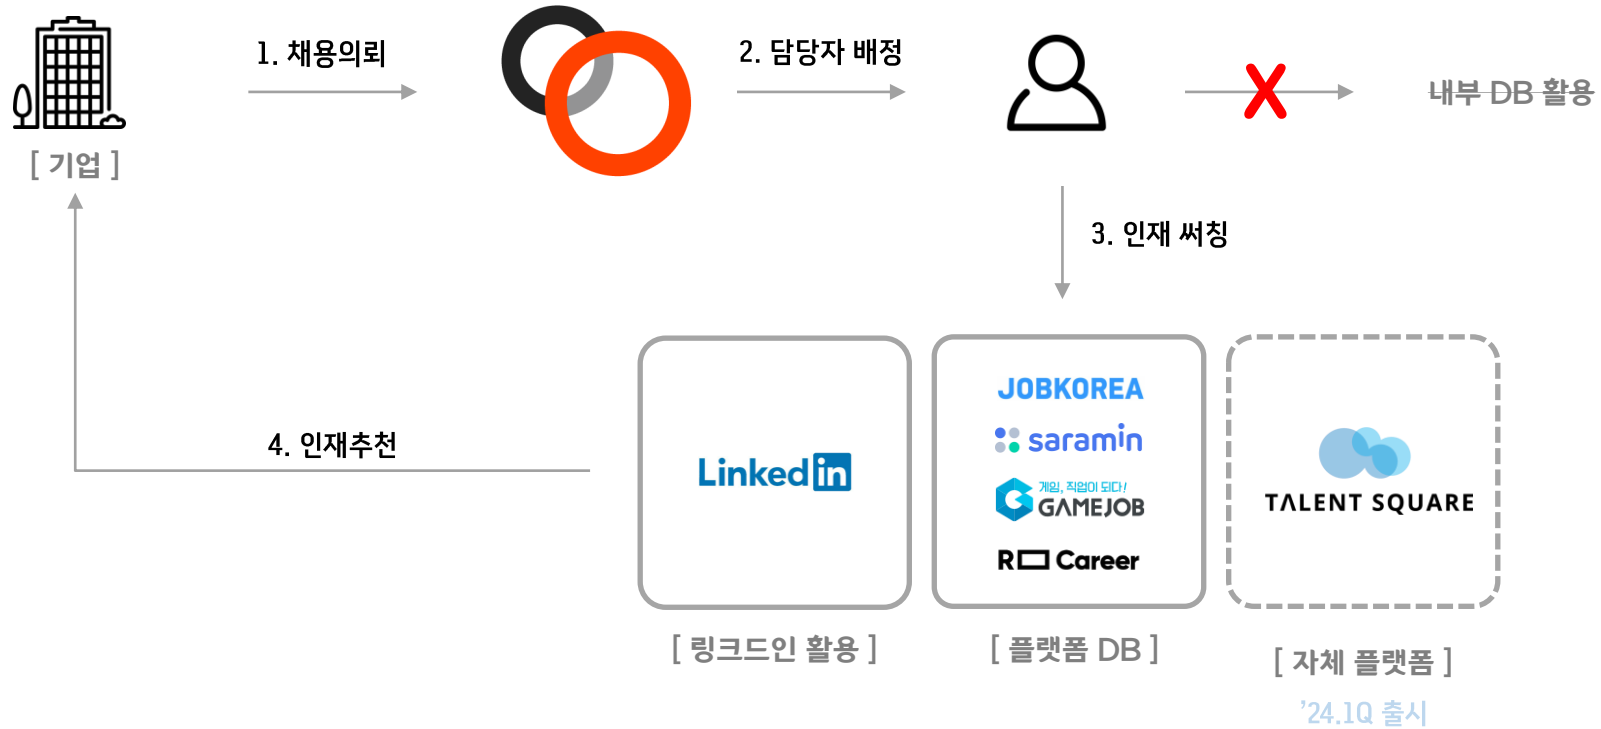 1. 채용의뢰
2. 담당자 배정
내부 DB 활용
[ 기업 ]
3. 인재 써칭
4. 인재추천
Linkedin
JOBKOREA
saramin
게임, 직업이 되다!
GAMEJOB
R Career
TALENT SQUARE
[ 링크드인 활용 ]
[ 플랫폼 DB ]
[ 자체 플랫폼 ]
’24.1Q 출시